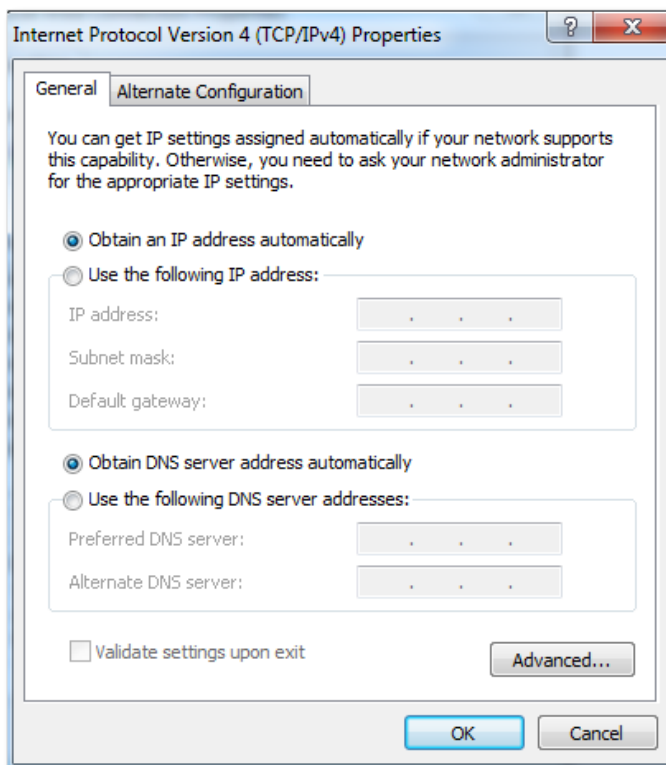 Internet Protocol Version 4 (TCP/IPv4) Properties
? X
General Alternate Configuration
You can get IP settings assigned automatically if your network supports
this capability. Otherwise, you need to ask your network administrator
for the appropriate IP settings.
Obtain an IP address automatically
Use the following IP address:
IP address: . . .
Subnet mask: . . .
Default gateway: . . .
Obtain DNS server address automatically
Use the following DNS server addresses:
Preferred DNS server: . . .
Alternate DNS server: . . .
Validate settings upon exit
Advanced...
OK Cancel